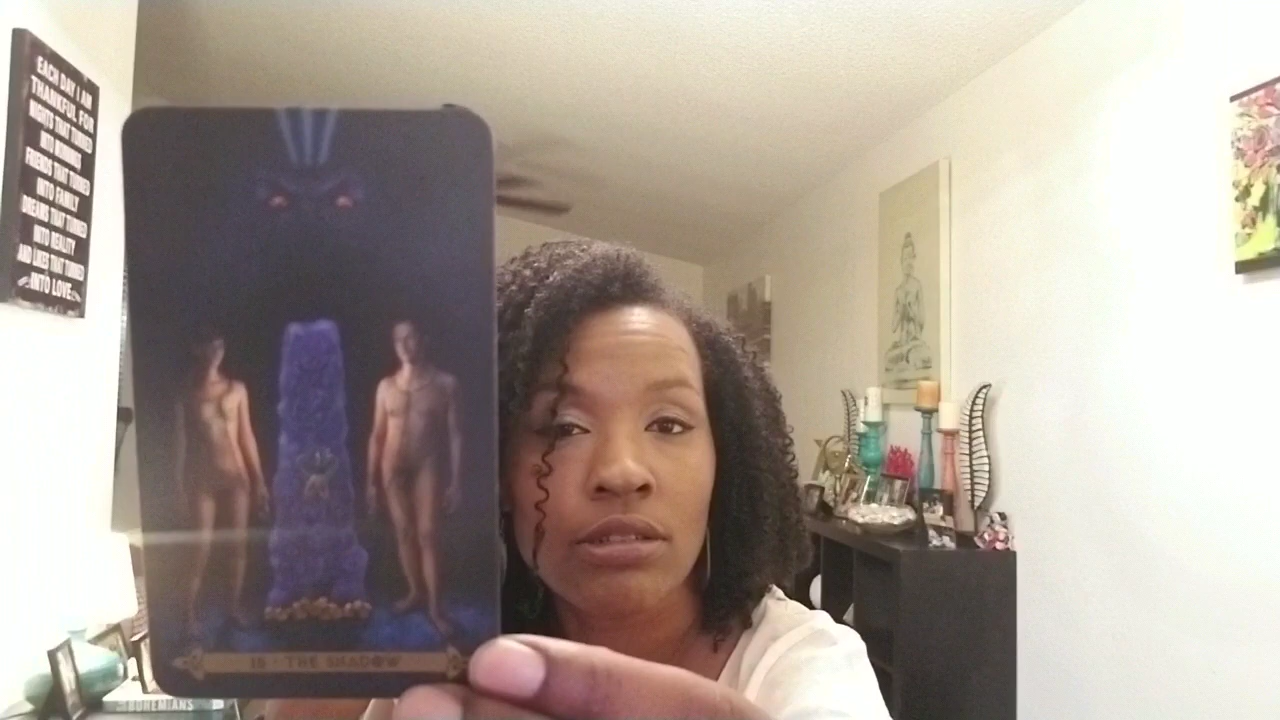 EACH DAY I AM
THANKFUL FOR
NIGHTS THAT TURNED
INTO MORNINGS
FRIENDS THAT TURNED
INTO FAMILY
DREAMS THAT TURNED
INTO REALITY
AND LIKES THAT TURNED
INTO LOVE
15 · THE SHADOW
BOHEMIANS